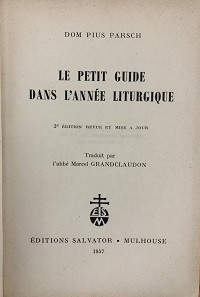 DOM PIUS PARSCH
LE PETIT GUIDE
DANS L'ANNÉE LITURGIQUE
2e ÉDITION REVUE ET MISE A JOUR
Traduit par
l'abbé Marcel GRANDCLAUDON
ÉDITIONS SALVATOR • MULHOUSE
1957